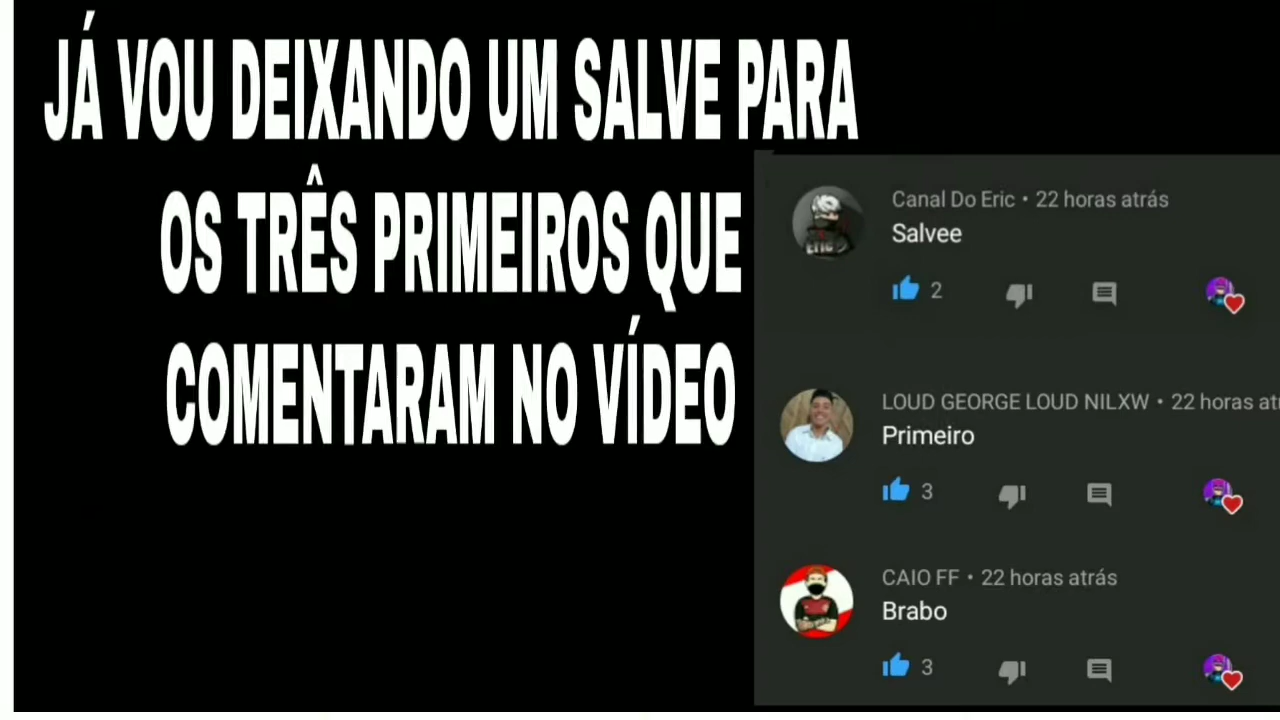 JÁ VOU DEIXANDO UM SALVE PARA
OS TRÊS PRIMEIROS QUE
COMENTARAM NO VÍDEO
Canal Do Eric • 22 horas atrás
Salvee
2
LOUD GEORGE LOUD NILXW • 22 horas at
Primeiro
3
CAIO FF • 22 horas atrás
Brabo
3